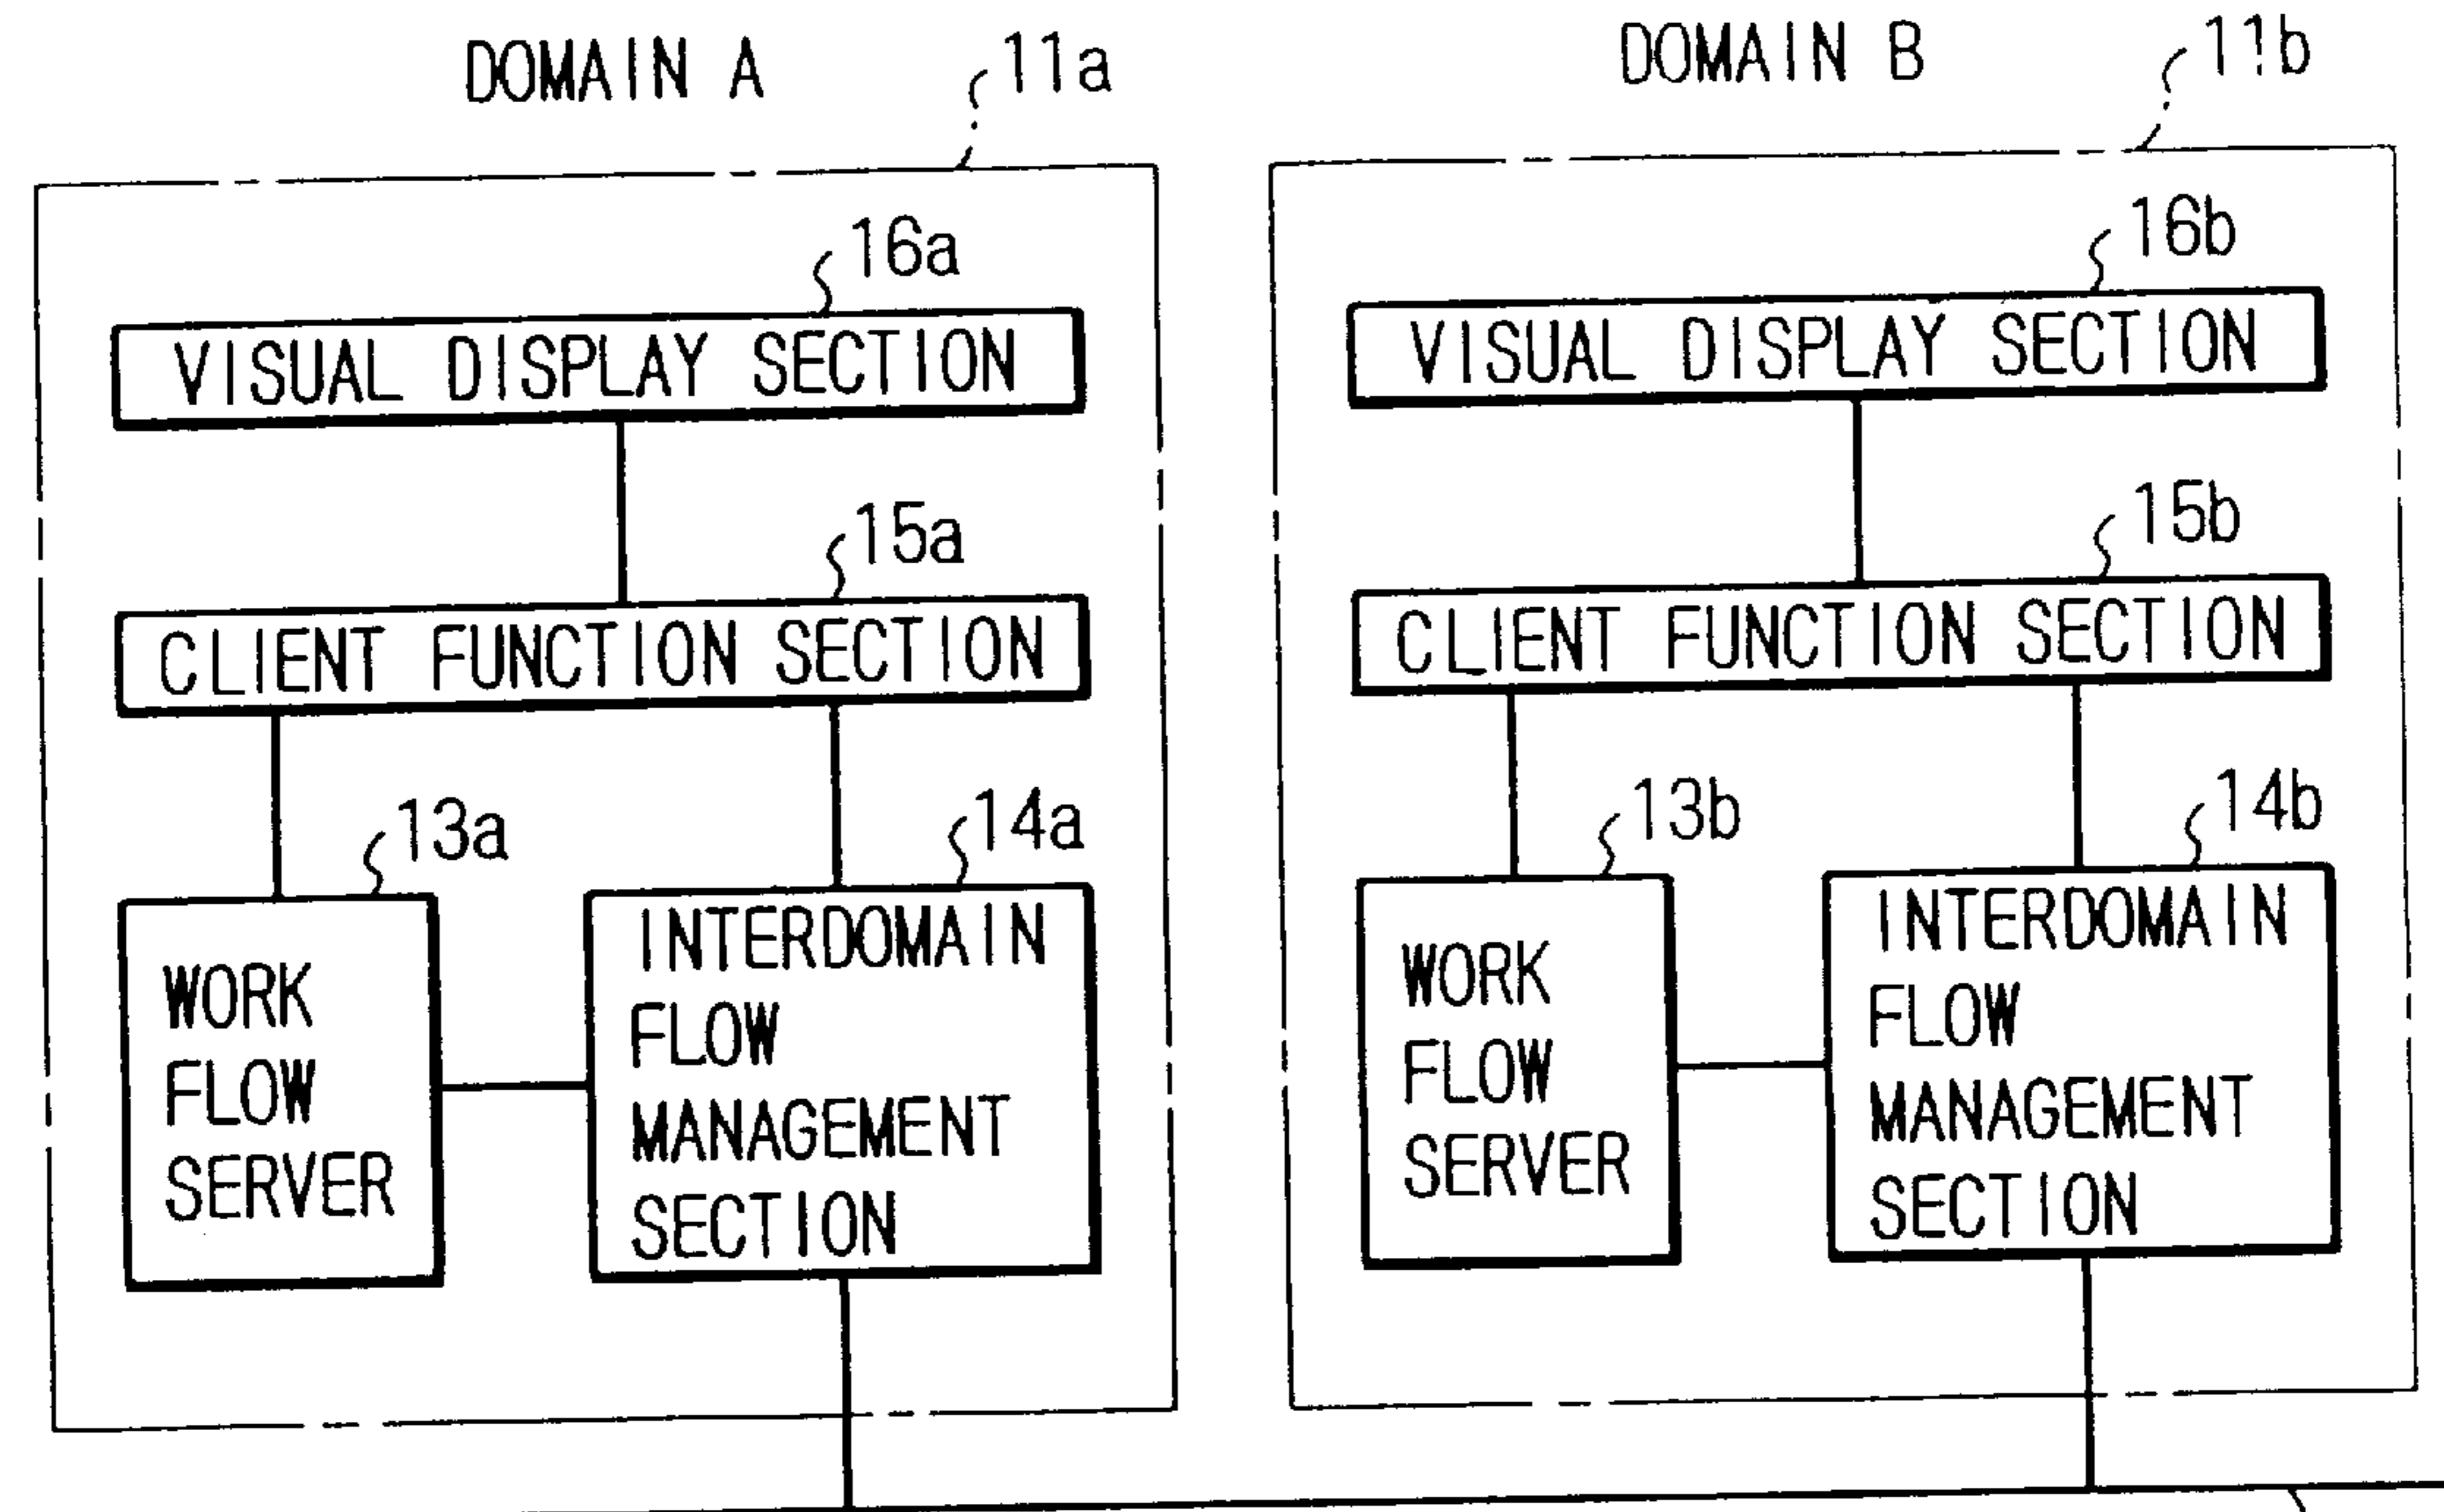 DOMAIN A
11a
16a
VISUAL DISPLAY SECTION
15a
CLIENT FUNCTION SECTION
13a
14a
WORK
FLOW
SERVER
INTERDOMAIN
FLOW
MANAGEMENT
SECTION
DOMAIN B
11b
16b
VISUAL DISPLAY SECTION
15b
CLIENT FUNCTION SECTION
13b
14b
WORK
FLOW
SERVER
INTERDOMAIN
FLOW
MANAGEMENT
SECTION